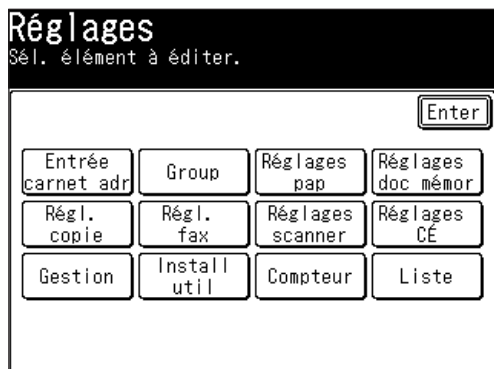 Réglages
Sél. élément à éditer.
Enter
Entrée
carnet adr
Group
Réglages
pap
Réglages
doc mémor
Régl.
copie
Régl.
fax
Réglages
scanner
Réglages
CÉ
Gestion
Install
util
Compteur
Liste